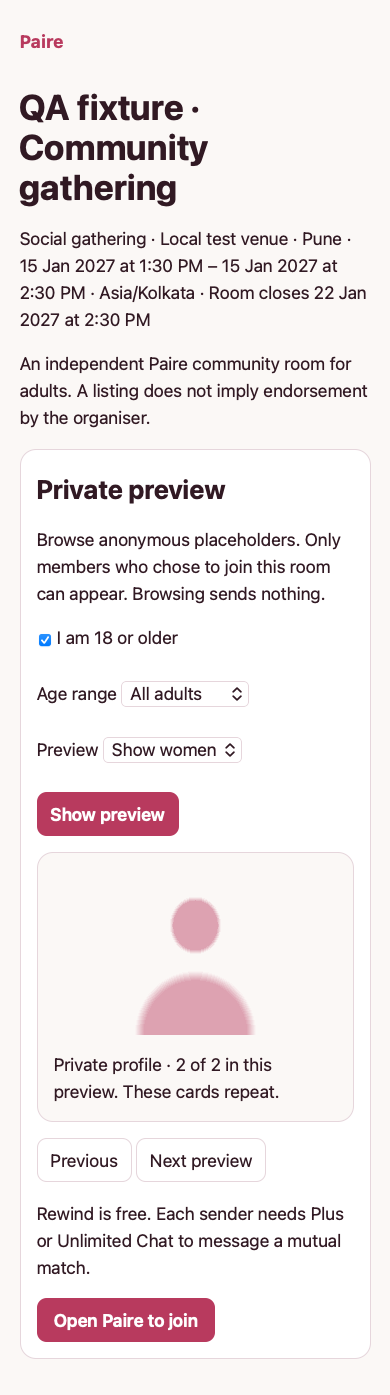 Paire
QA fixture ·
Community
gathering
Social gathering · Local test venue · Pune ·
15 Jan 2027 at 1:30 PM – 15 Jan 2027 at
2:30 PM · Asia/Kolkata · Room closes 22 Jan
2027 at 2:30 PM
An independent Paire community room for
adults. A listing does not imply endorsement
by the organiser.
Private preview
Browse anonymous placeholders. Only
members who chose to join this room
can appear. Browsing sends nothing.
I am 18 or older
Age range All adults
Preview Show women
Show preview
Private profile · 2 of 2 in this
preview. These cards repeat.
Previous Next preview
Rewind is free. Each sender needs Plus
or Unlimited Chat to message a mutual
match.
Open Paire to join